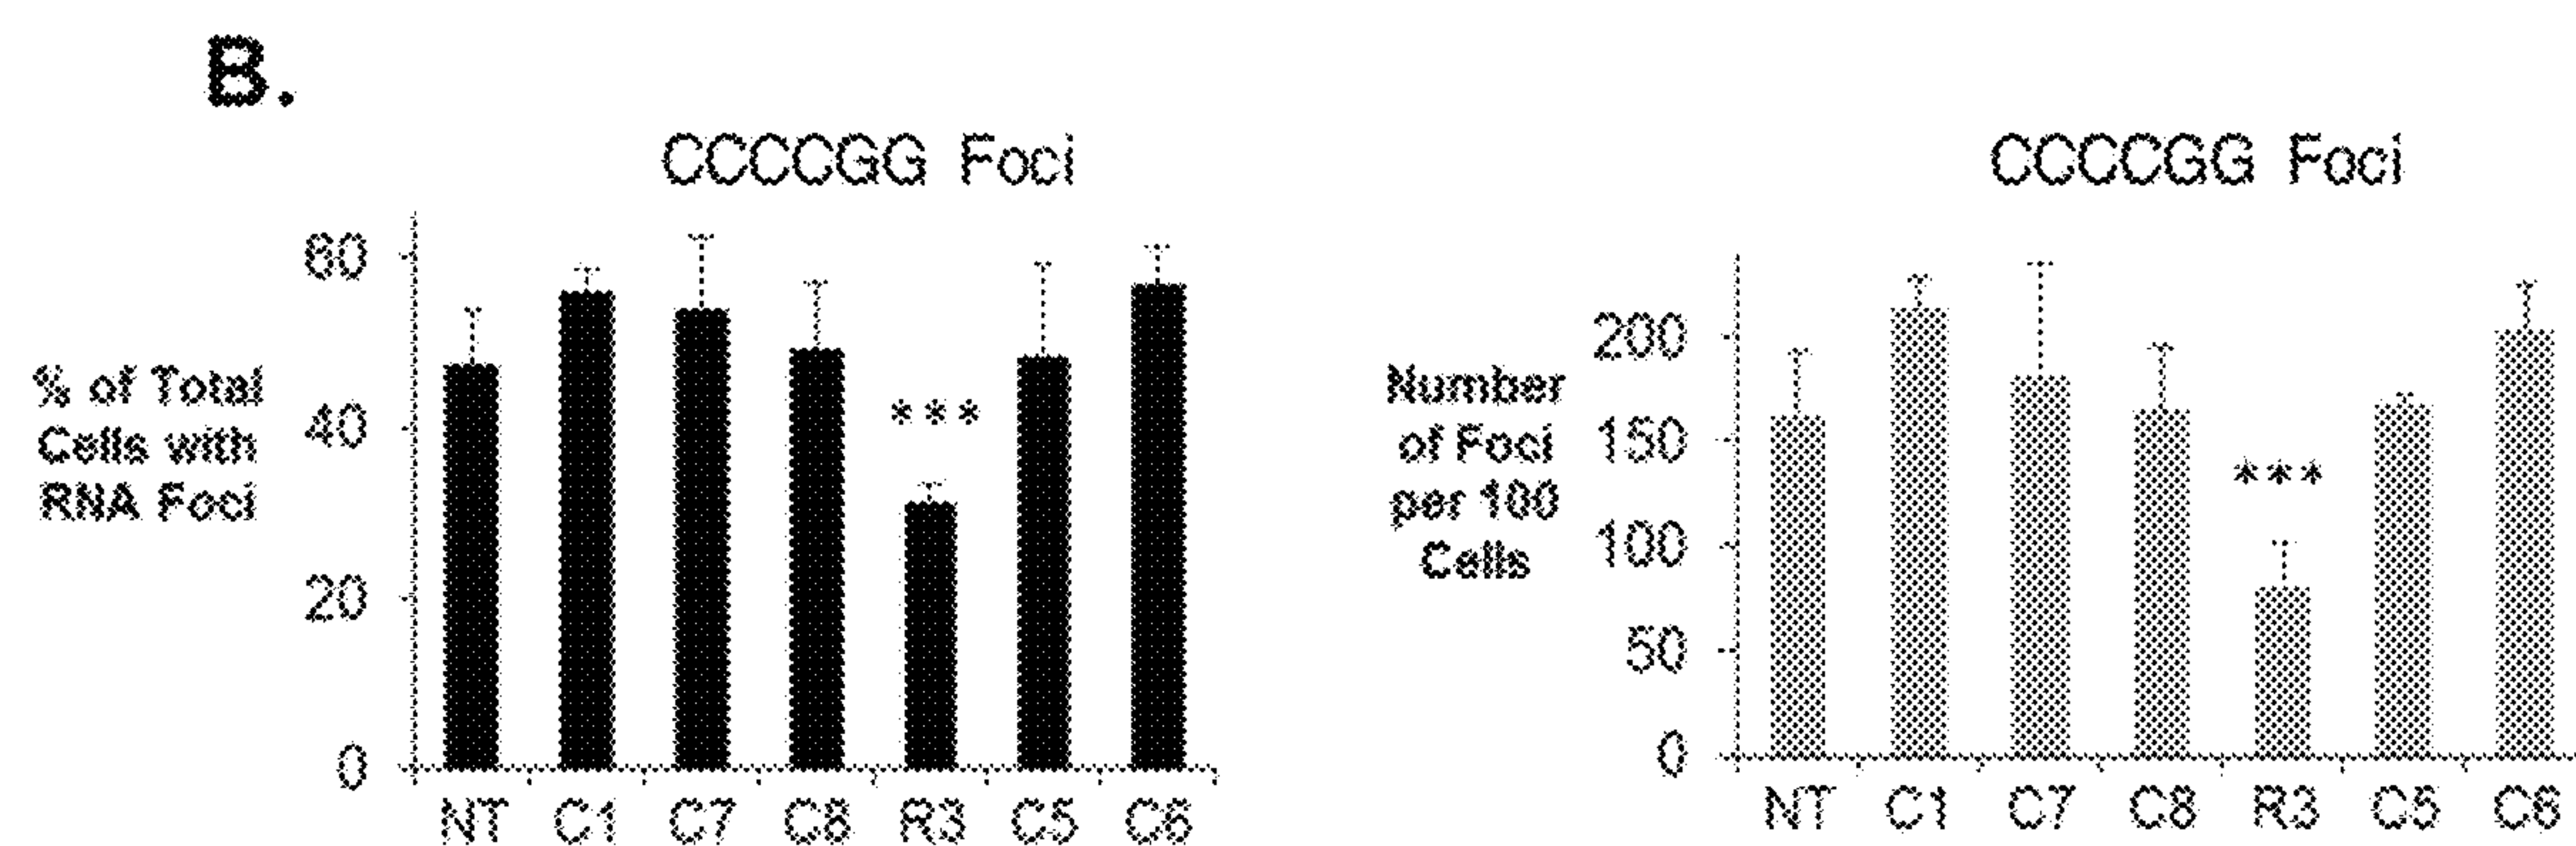 B.
CCCCGG Foci
% of Total
Cells with
RNA Foci
60
40
20
0
***
NT C1 C7 C8 R3 C5 C6
CCCCGG Foci
Number
of Foci
per 100
Cells
200
150
100
50
0
***
NT C1 C7 C8 R3 C5 C6